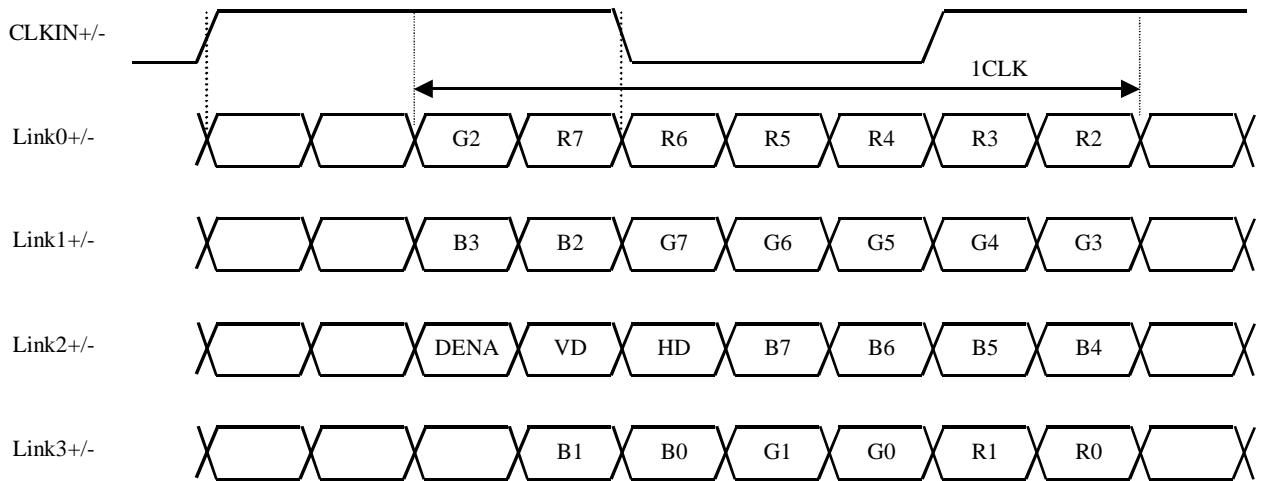 CLKIN+/-
1CLK
Link0+/- G2 R7 R6 R5 R4 R3 R2
Link1+/- B3 B2 G7 G6 G5 G4 G3
Link2+/- DENA VD HD B7 B6 B5 B4
Link3+/- B1 B0 G1 G0 R1 R0